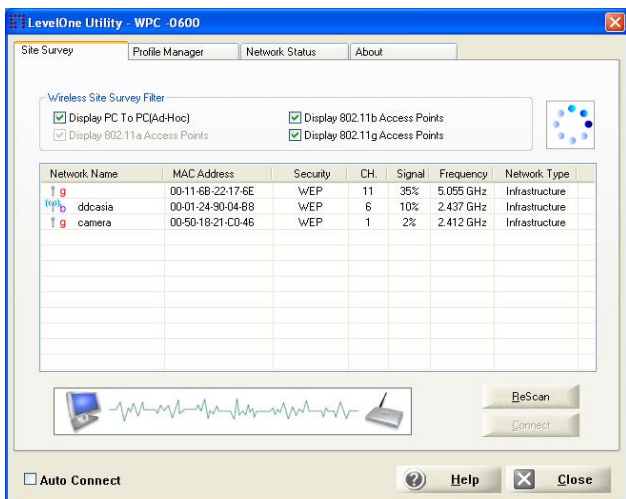 LevelOne Utility - WPC -0600
Site Survey Profile Manager Network Status About
Wireless Site Survey Filter
Display PC To PC(Ad-Hoc) Display 802.11b Access Points
Display 802.11a Access Points Display 802.11g Access Points
Network Name MAC Address Security CH. Signal Frequency Network Type
g 00-11-6B-22-17-6E WEP 11 35% 5.055 GHz Infrastructure
b ddcasia 00-01-24-90-04-B8 WEP 6 10% 2.437 GHz Infrastructure
g camera 00-50-18-21-C0-46 WEP 1 2% 2.412 GHz Infrastructure
ReScan
Connect
Auto Connect Help Close